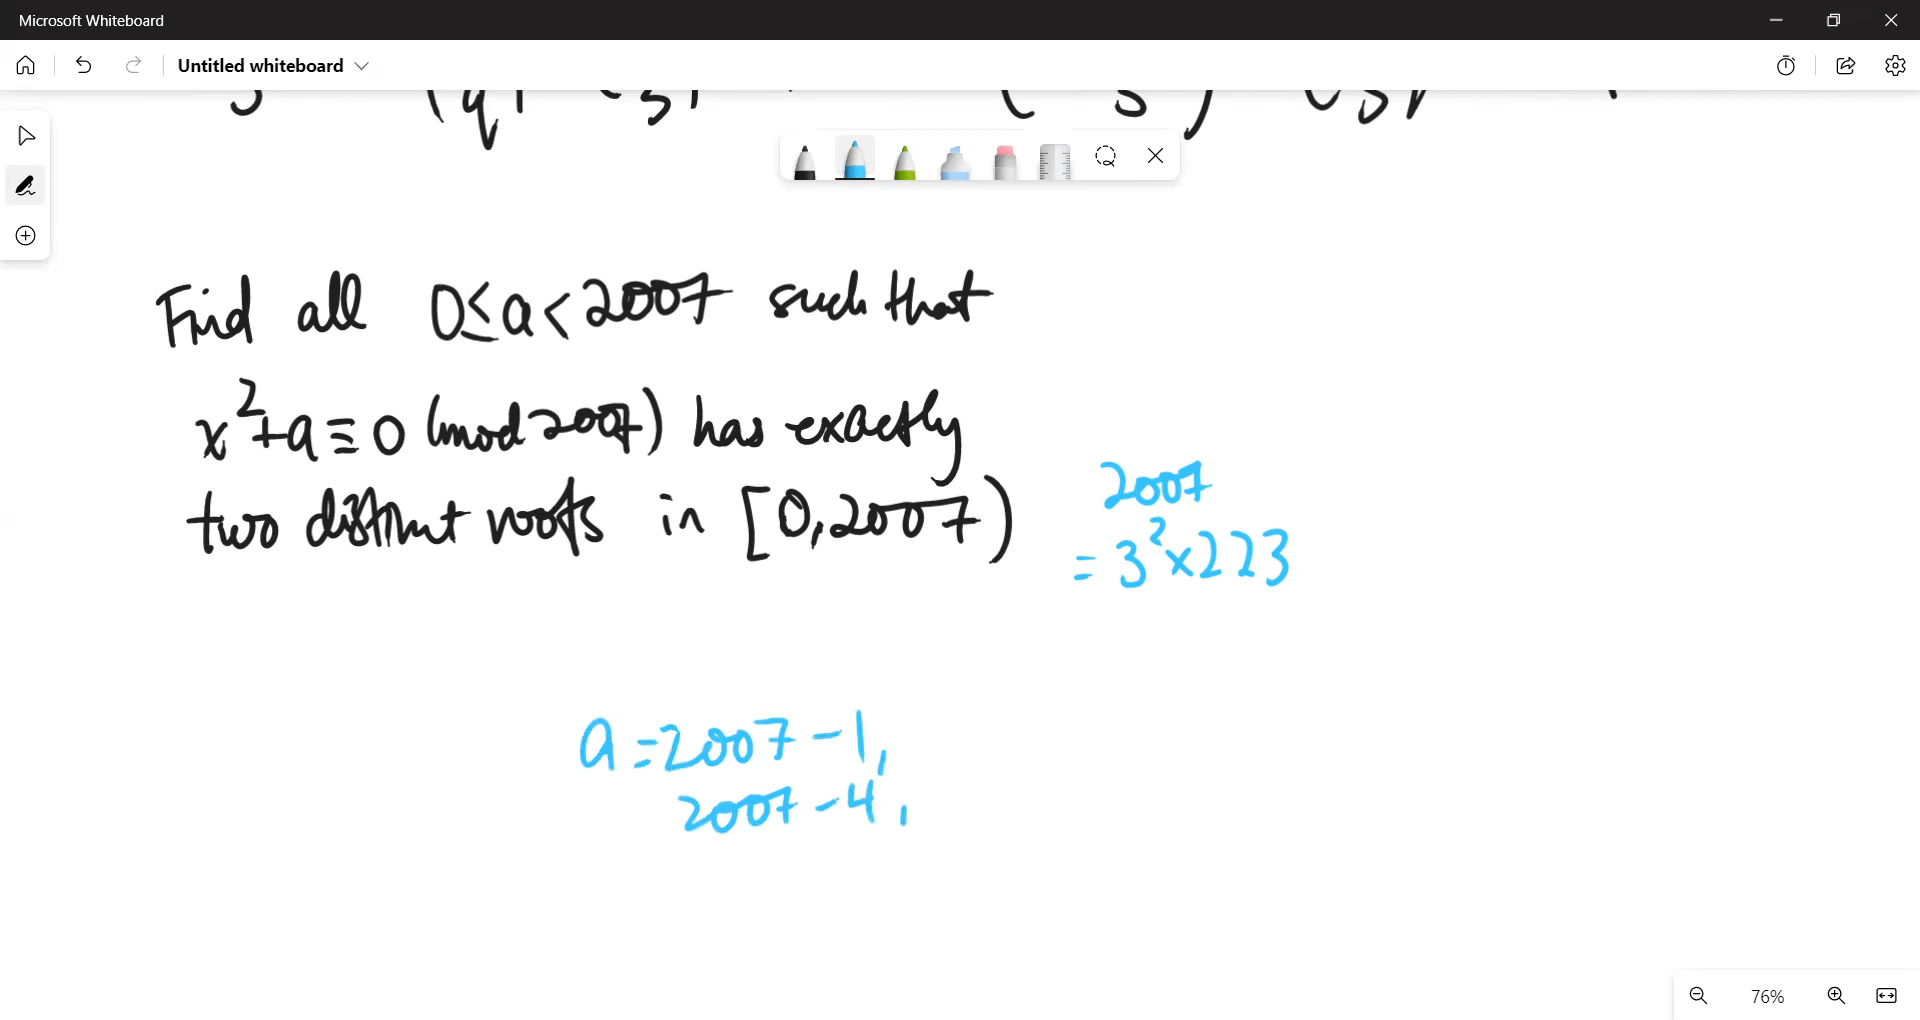 Microsoft Whiteboard
Untitled whiteboard
Find all 0≤a<2007 such that
x²+a≡0 (mod 2007) has exactly
two distinct roots in [0,2007)
2007
= 3²×223
a=2007-1,
2007-4,
76%